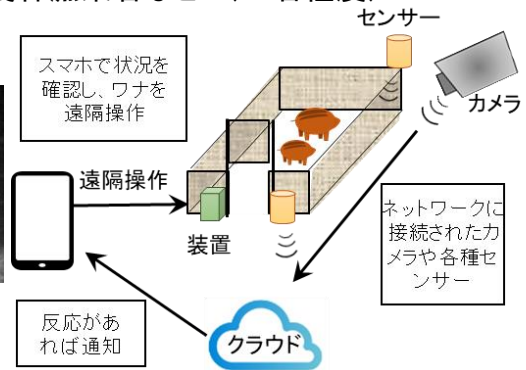 センサー
スマホで状況を
確認し、ワナを
遠隔操作
カメラ
遠隔操作
装置
ネットワークに
接続されたカ
メラや各種セ
ンサー
反応があ
れば通知
クラウド